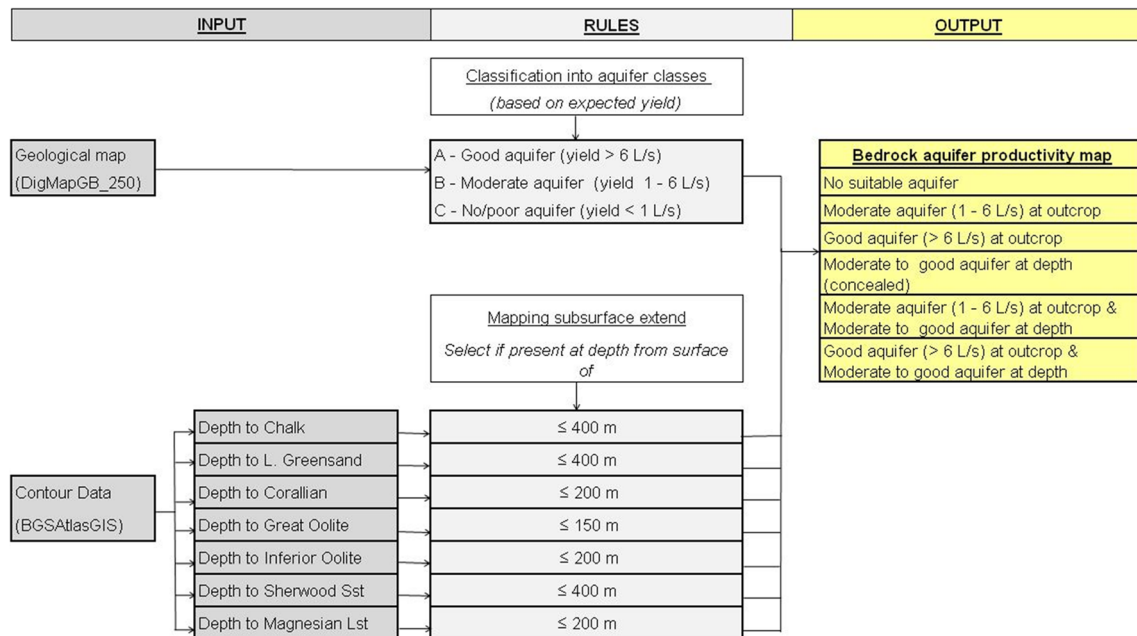 INPUT
RULES
OUTPUT
Classification into aquifer classes
(based on expected yield)
Geological map
(DigMapGB_250)
A - Good aquifer (yield > 6 L/s)
B - Moderate aquifer (yield 1 - 6 L/s)
C - No/poor aquifer (yield < 1 L/s)
Bedrock aquifer productivity map
No suitable aquifer
Moderate aquifer (1 - 6 L/s) at outcrop
Good aquifer (> 6 L/s) at outcrop
Moderate to good aquifer at depth
(concealed)
Moderate aquifer (1 - 6 L/s) at outcrop &
Moderate to good aquifer at depth
Good aquifer (> 6 L/s) at outcrop &
Moderate to good aquifer at depth
Mapping subsurface extend
Select if present at depth from surface
of
Contour Data
(BGSAtlasGIS)
Depth to Chalk
≤ 400 m
Depth to L. Greensand
≤ 400 m
Depth to Corallian
≤ 200 m
Depth to Great Oolite
≤ 150 m
Depth to Inferior Oolite
≤ 200 m
Depth to Sherwood Sst
≤ 400 m
Depth to Magnesian Lst
≤ 200 m